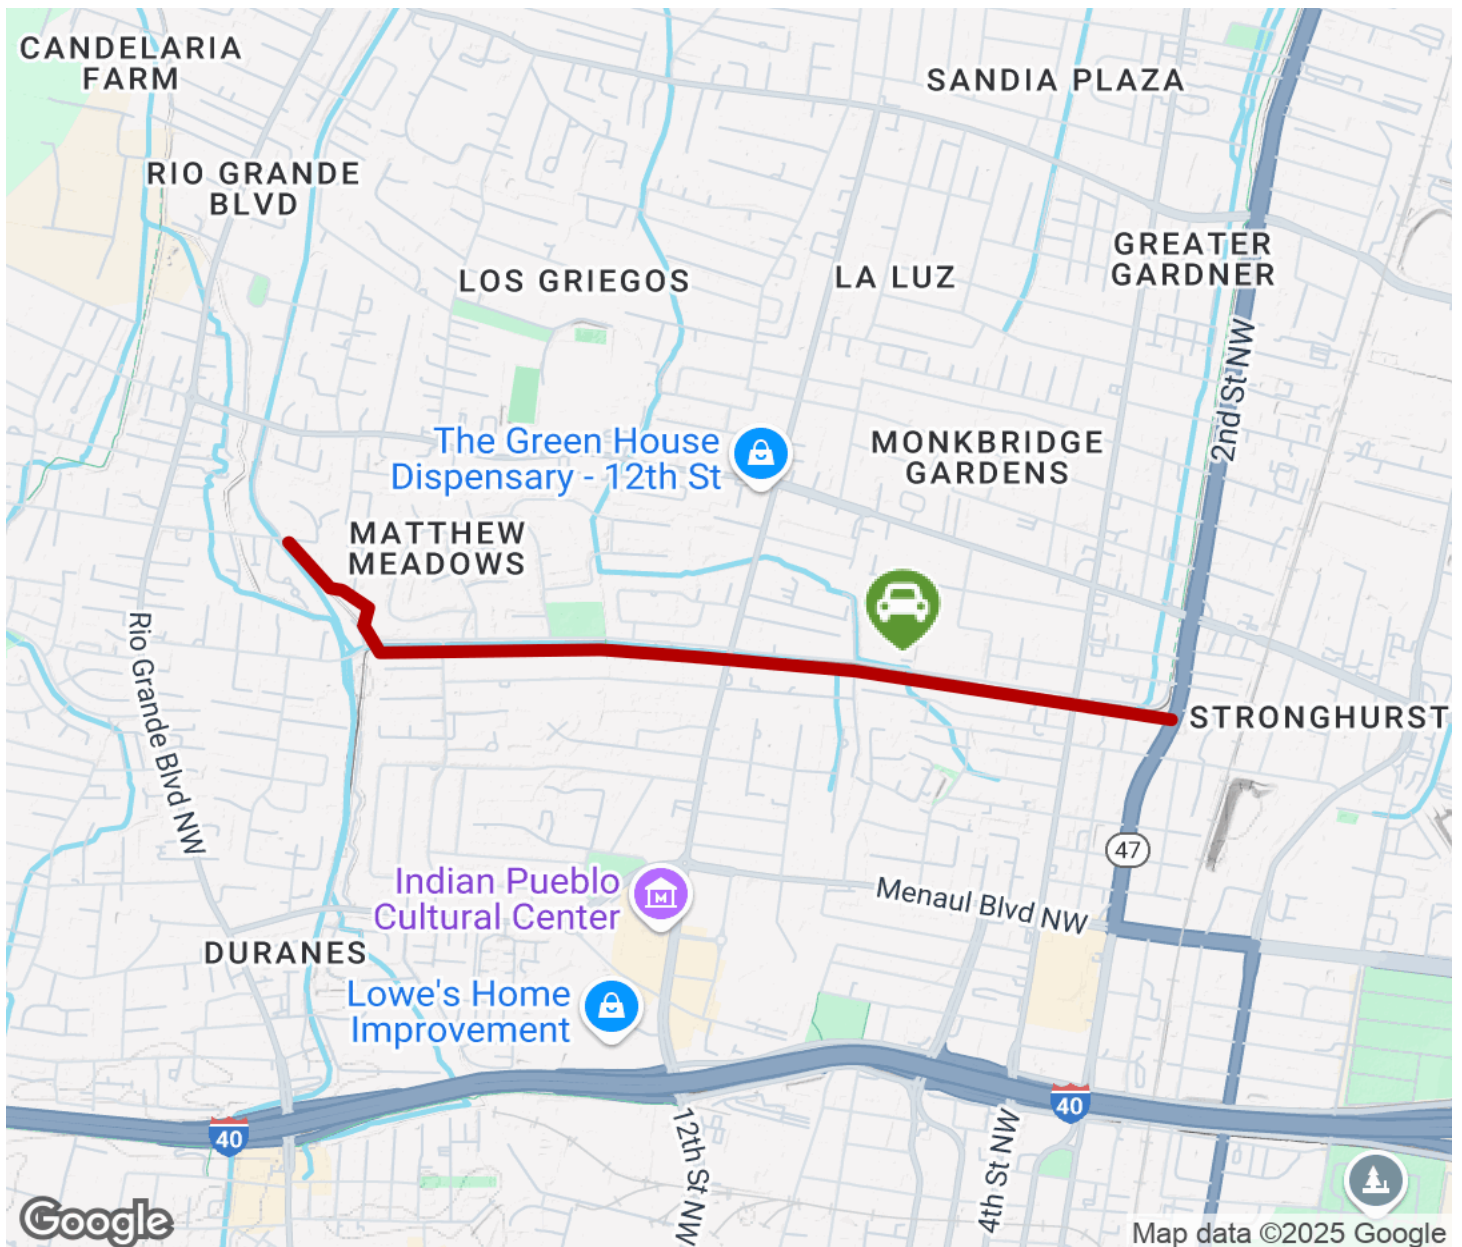 CANDELARIA
FARM
SANDIA PLAZA
RIO GRANDE
BLVD
GREATER
GARDNER
LOS GRIEGOS
LA LUZ
2nd St NW
The Green House
Dispensary - 12th St
MONKBRIDGE
GARDENS
MATTHEW
MEADOWS
Rio Grande Blvd NW
STRONGHURST
47
Indian Pueblo
Cultural Center
M
Menaul Blvd NW
DURANES
Lowe's Home
Improvement
40
40
12th St NW
4th St NW
Google
Map data ©2025 Google